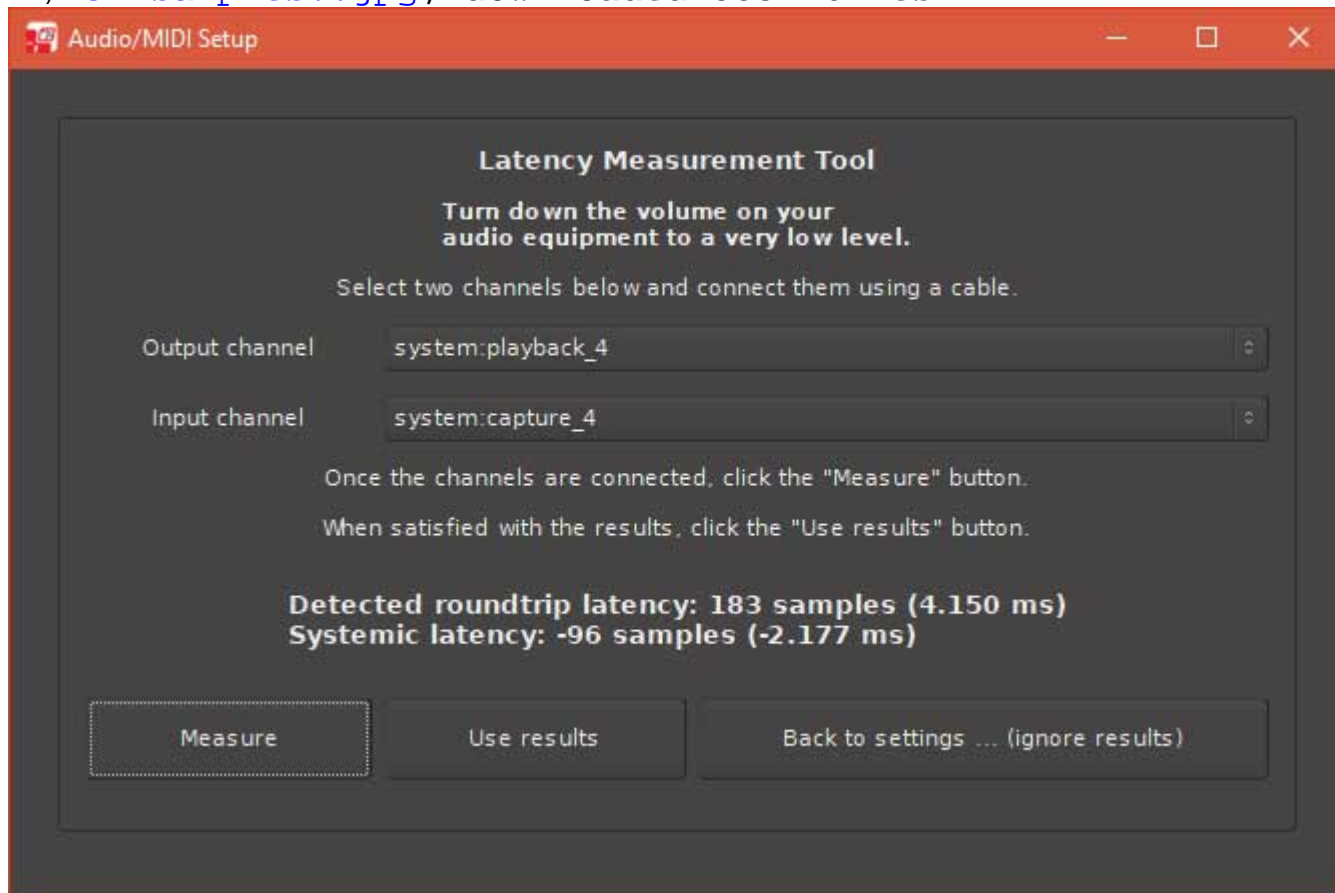 Audio/MIDI Setup
Latency Measurement Tool
Turn down the volume on your
audio equipment to a very low level.
Select two channels below and connect them using a cable.
Output channel system:playback_4
Input channel system:capture_4
Once the channels are connected, click the "Measure" button.
When satisfied with the results, click the "Use results" button.
Detected roundtrip latency: 183 samples (4.150 ms)
Systemic latency: -96 samples (-2.177 ms)
Measure Use results Back to settings ... (ignore results)